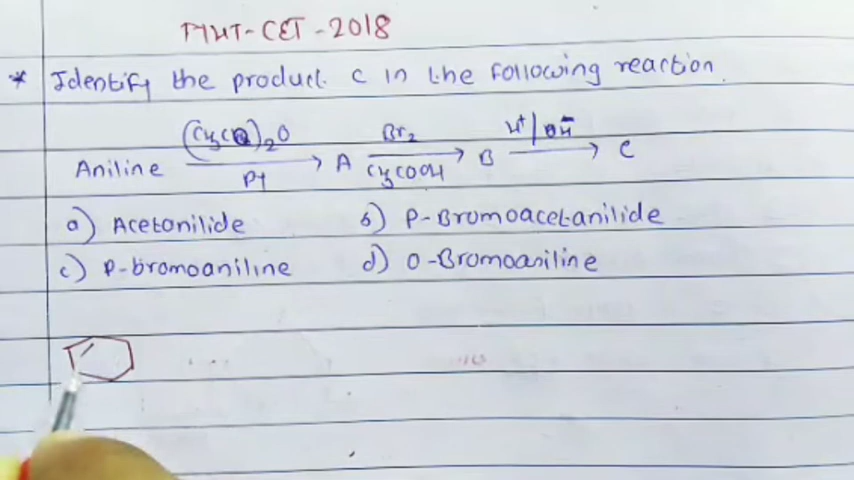 MHT-CET-2018
* Identify the product C in the following reaction
Aniline (CH3CO)2O / Py → A Br2 / CH3COOH → B H+/OH- → C
a) Acetanilide b) P-Bromoacetanilide
c) P-bromoaniline d) O-Bromoaniline